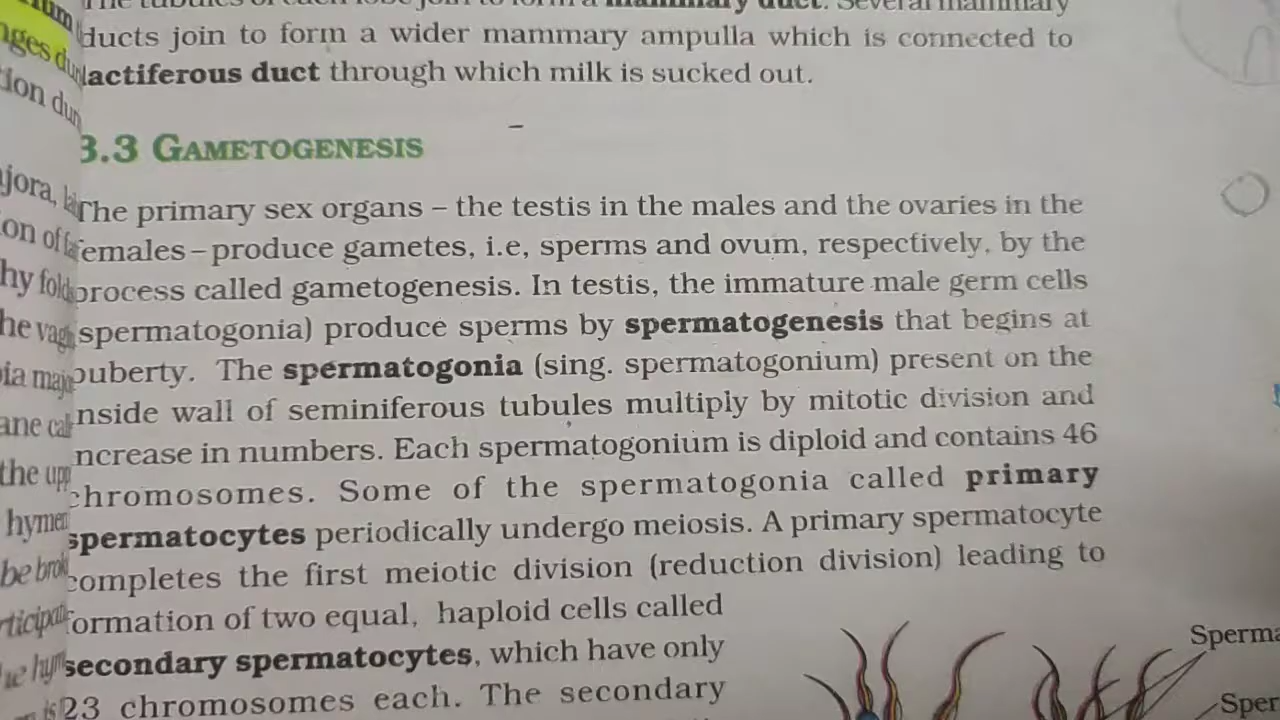 ducts join to form a wider mammary ampulla which is connected to
lactiferous duct through which milk is sucked out.
3.3 GAMETOGENESIS
The primary sex organs – the testis in the males and the ovaries in the
females – produce gametes, i.e, sperms and ovum, respectively, by the
process called gametogenesis. In testis, the immature male germ cells
spermatogonia) produce sperms by spermatogenesis that begins at
puberty. The spermatogonia (sing. spermatogonium) present on the
nside wall of seminiferous tubules multiply by mitotic division and
ncrease in numbers. Each spermatogonium is diploid and contains 46
chromosomes. Some of the spermatogonia called primary
spermatocytes periodically undergo meiosis. A primary spermatocyte
completes the first meiotic division (reduction division) leading to
formation of two equal, haploid cells called
secondary spermatocytes, which have only
23 chromosomes each. The secondary